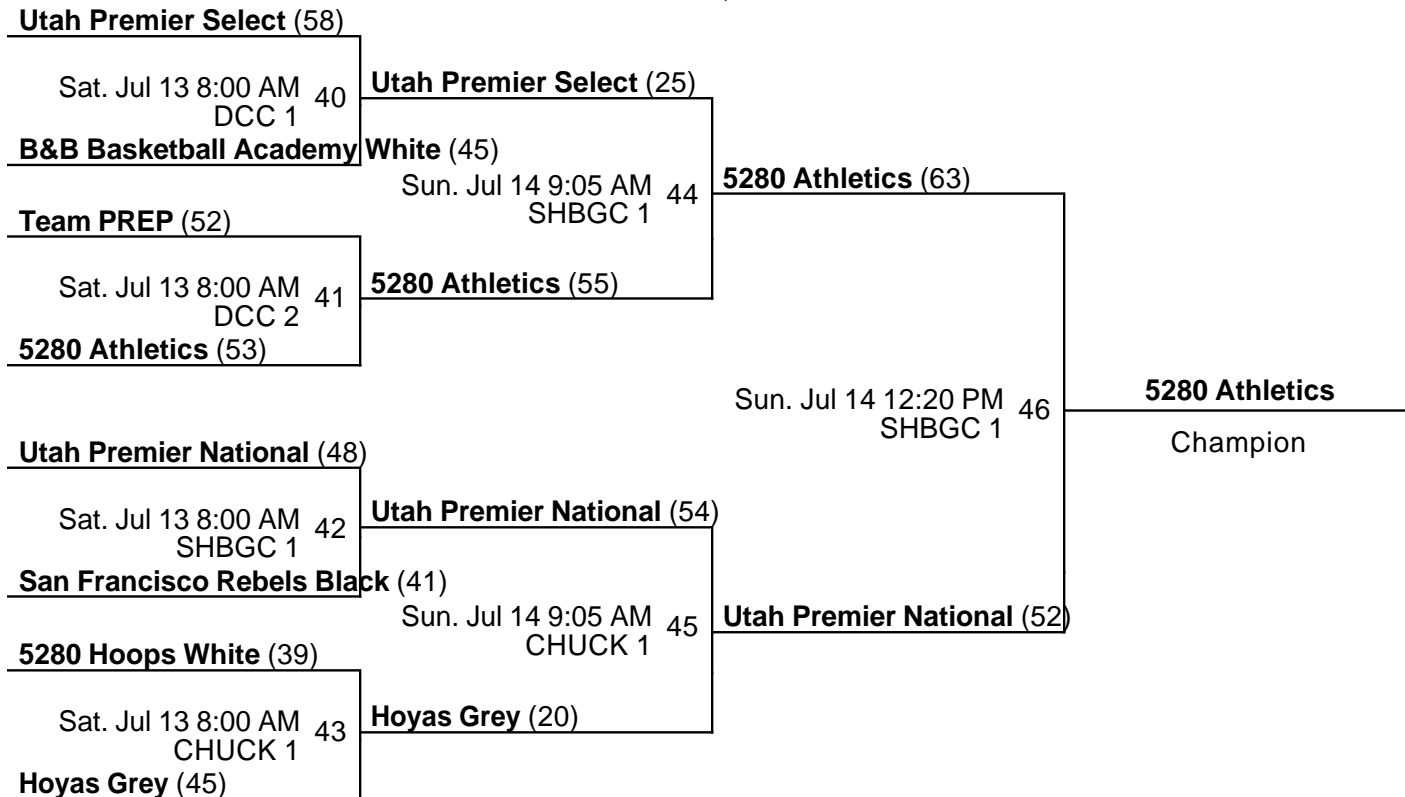 Utah Premier Select (58)
Sat. Jul 13 8:00 AM 40
DCC 1
B&B Basketball Academy White (45)
Utah Premier Select (25)
Sun. Jul 14 9:05 AM 44
SHBGC 1
5280 Athletics (63)
Team PREP (52)
Sat. Jul 13 8:00 AM 41
DCC 2
5280 Athletics (53)
5280 Athletics (55)
Sun. Jul 14 12:20 PM 46
SHBGC 1
5280 Athletics
Champion
Utah Premier National (48)
Sat. Jul 13 8:00 AM 42
SHBGC 1
San Francisco Rebels Black (41)
Utah Premier National (54)
Sun. Jul 14 9:05 AM 45
CHUCK 1
Utah Premier National (52)
5280 Hoops White (39)
Sat. Jul 13 8:00 AM 43
CHUCK 1
Hoyas Grey (45)
Hoyas Grey (20)